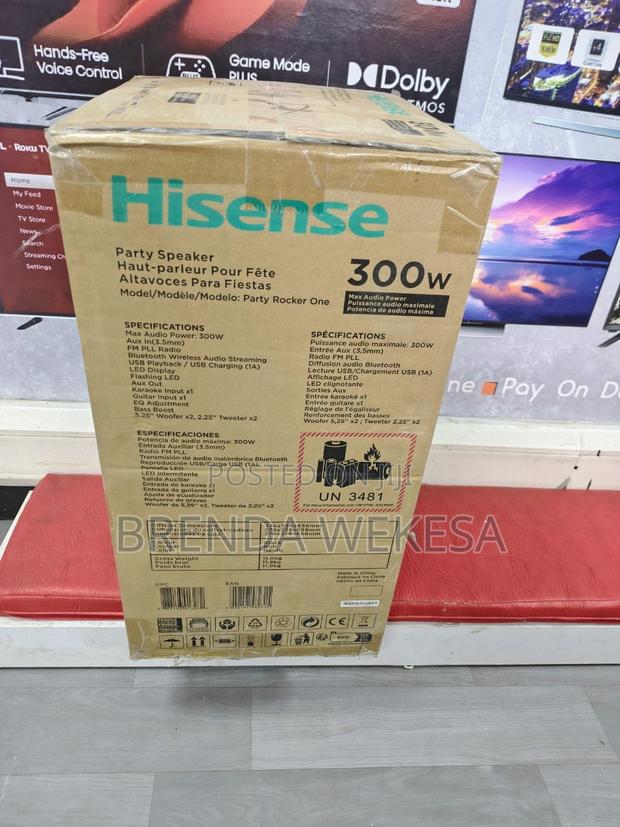 Hands-Free
Voice Control
Game Mode
PLUS
Dolby
ATMOS
Roku TV
Home
My Feed
Movie Store
TV Store
News
Search
Streaming Ch
Settings
Hisense
Party Speaker
Haut-parleur Pour Fête
Altavoces Para Fiestas
Model/Modèle/Modelo: Party Rocker One
300W
Max Audio Power
Puissance audio maximale
Potencia de audio máxima
SPECIFICATIONS
Max Audio Power: 300W
Aux In(3.5mm)
FM PLL Radio
Bluetooth Wireless Audio Streaming
USB Playback / USB Charging (1A)
LED Display
Flashing LED
Aux Out
Karaoke Input x1
Guitar Input x1
EQ Adjustment
Bass Boost
5.25" Woofer x2, 2.25" Tweeter x2
SPÉCIFICATIONS
Puissance audio maximale: 300W
Entrée Aux (3,5mm)
Radio FM PLL
Diffusion audio Bluetooth
Lecture USB/Chargement USB (1A)
Affichage LED
LED clignotante
Sorties Aux
Entrée karaoké x1
Entrée guitare x1
Réglage de l'égaliseur
Renforcement des basses
Woofer 5,25" x2 ; Tweeter 2,25" x2
ESPECIFICACIONES
Potencia de audio máxima: 300W
Entrada Auxiliar (3.5mm)
Radio FM PLL
Transmisión de audio inalámbrica Bluetooth
Reproducción USB/Carga USB (1A)
Pantalla LED
LED intermitente
Salida Auxiliar
Entrada de karaoke x1
Entrada de guitarra x1
Ajuste de ecualizador
Refuerzo de graves
Woofer de 5,25" x2, Tweeter de 2,25" x2
UN 3481
POSTED ON JIJI
BRENDA WEKESA
Gross Weight
Poids brut
Peso bruto
Made in China
Fabriqué en Chine
Hecho en China
UPC
EAN
Pay On D